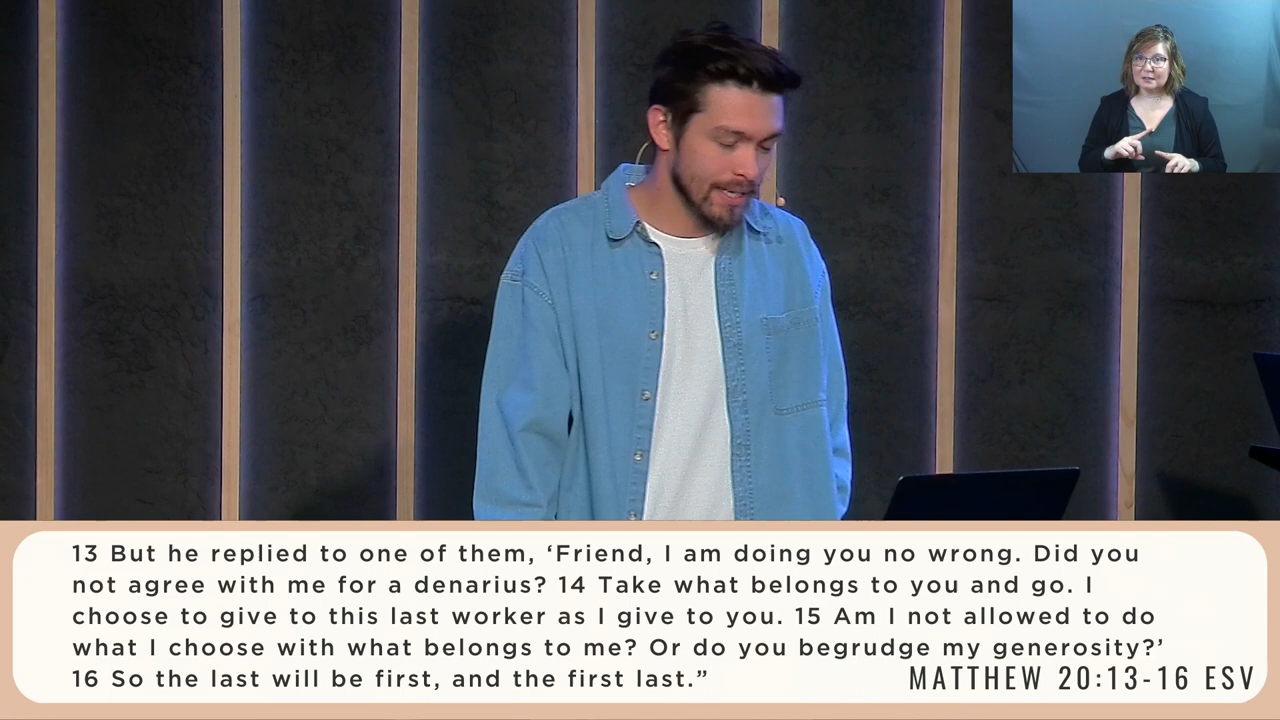 13 But he replied to one of them, ‘Friend, I am doing you no wrong. Did you
not agree with me for a denarius? 14 Take what belongs to you and go. I
choose to give to this last worker as I give to you. 15 Am I not allowed to do
what I choose with what belongs to me? Or do you begrudge my generosity?’
16 So the last will be first, and the first last.”
MATTHEW 20:13-16 ESV